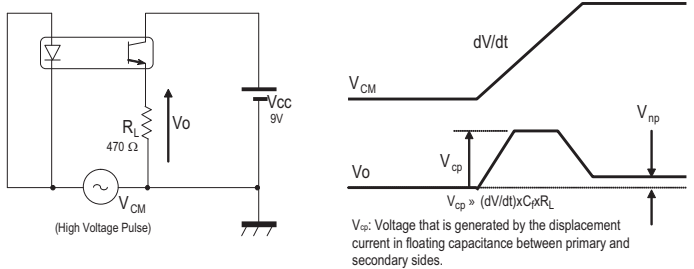 Vcc
9V
RL
470 Ω
Vo
VCM
(High Voltage Pulse)
dV/dt
VCM
Vnp
Vcp
Vo
Vcp » (dV/dt)xCfxRL
Vcp: Voltage that is generated by the displacement
current in floating capacitance between primary and
secondary sides.